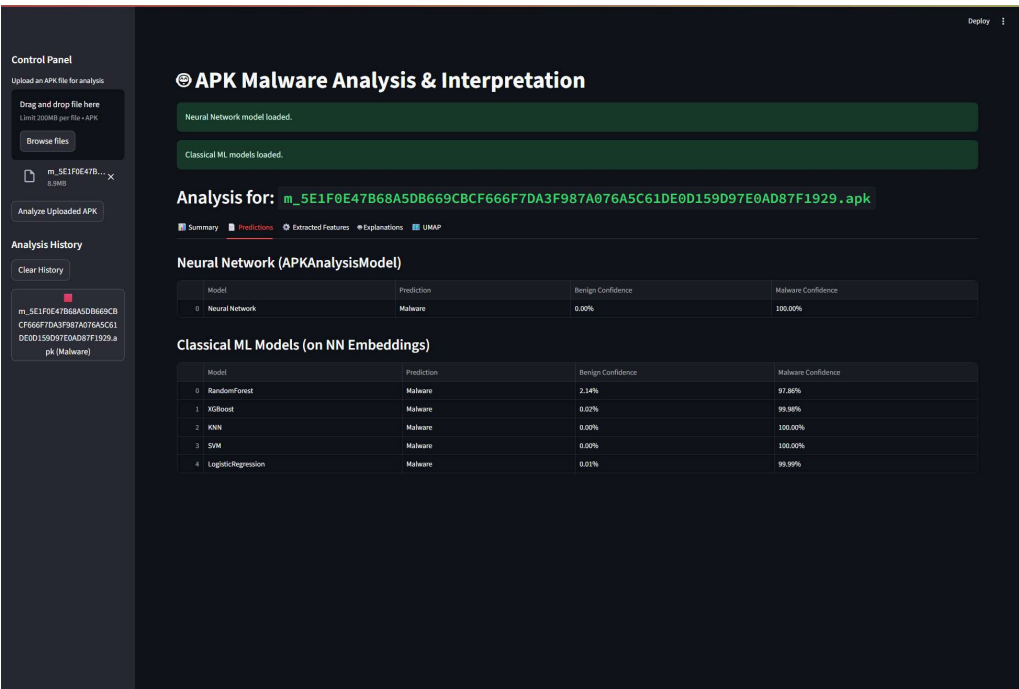 Deploy
Control Panel
Upload an APK file for analysis
Drag and drop file here
Limit 200MB per file • APK
Browse files
m_5E1F0E47B...
8.9MB
Analyze Uploaded APK
Analysis History
Clear History
m_5E1F0E47B68A5DB669CB
CF666F7DA3F987A076A5C61
DE0D159D97E0AD87F1929.a
pk (Malware)
APK Malware Analysis & Interpretation
Neural Network model loaded.
Classical ML models loaded.
Analysis for: m_5E1F0E47B68A5DB669CBCF666F7DA3F987A076A5C61DE0D159D97E0AD87F1929.apk
Summary Predictions Extracted Features Explanations UMAP
Neural Network (APKAnalysisModel)
Model Prediction Benign Confidence Malware Confidence
0 Neural Network Malware 0.00% 100.00%
Classical ML Models (on NN Embeddings)
Model Prediction Benign Confidence Malware Confidence
0 RandomForest Malware 2.14% 97.86%
1 XGBoost Malware 0.02% 99.98%
2 KNN Malware 0.00% 100.00%
3 SVM Malware 0.00% 100.00%
4 LogisticRegression Malware 0.01% 99.99%